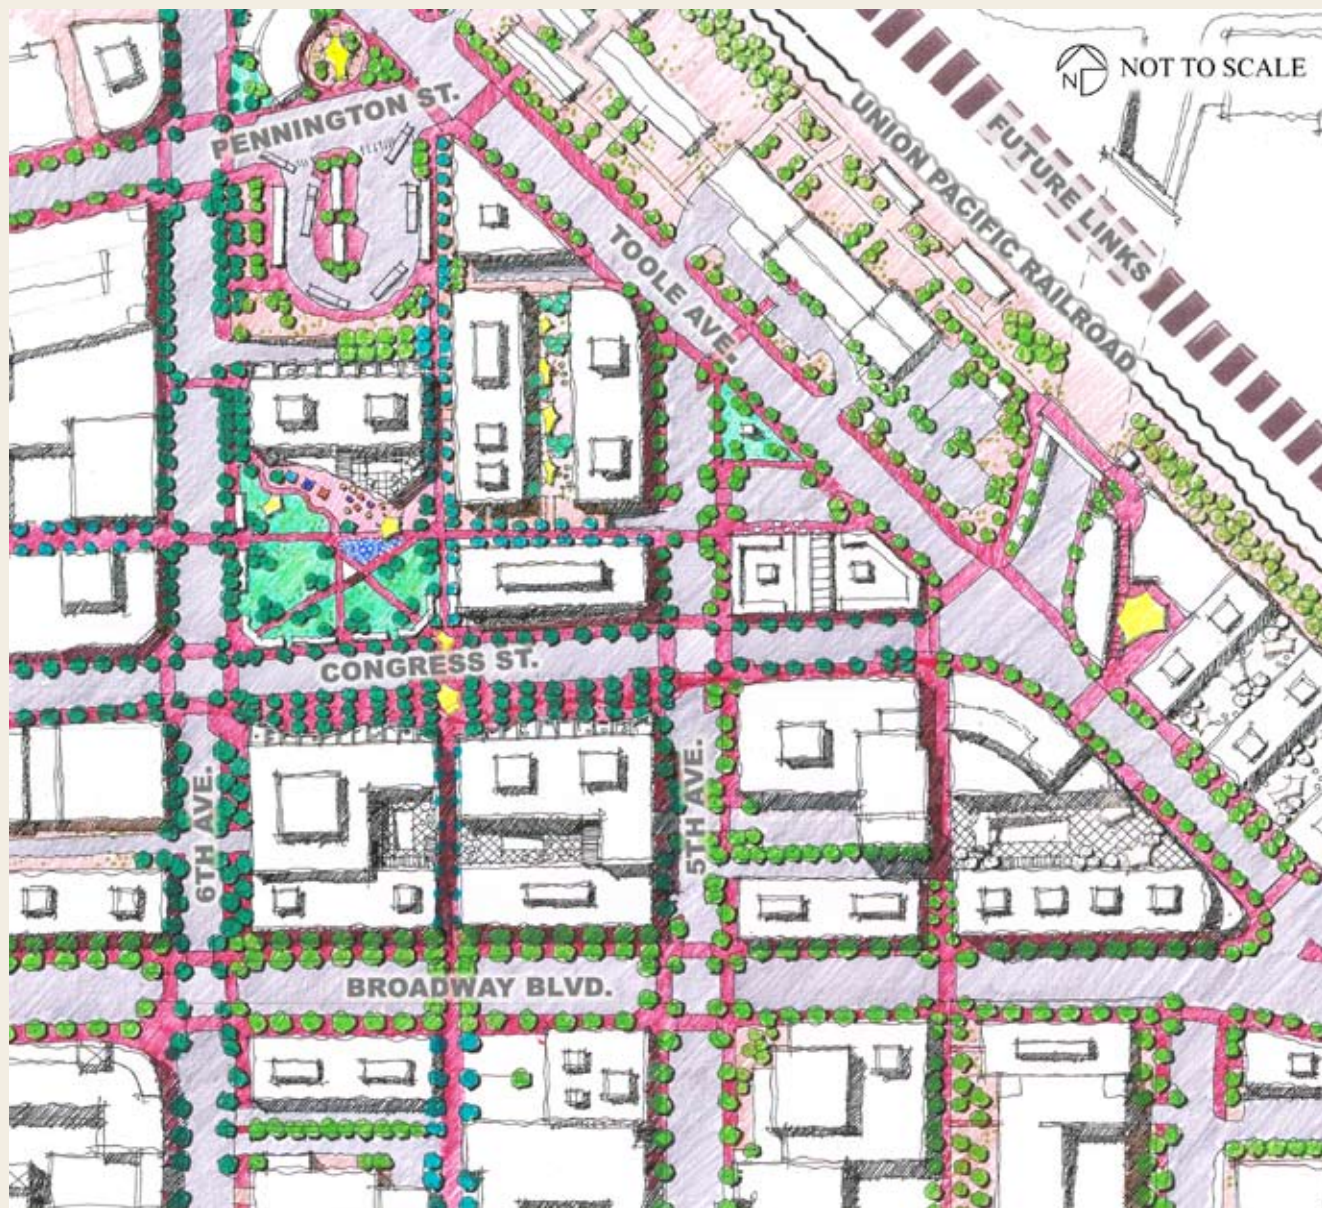 N
NOT TO SCALE
PENNINGTON ST.
UNION PACIFIC RAILROAD
FUTURE LINKS
TOOLE AVE.
CONGRESS ST.
6TH AVE.
5TH AVE.
BROADWAY BLVD.